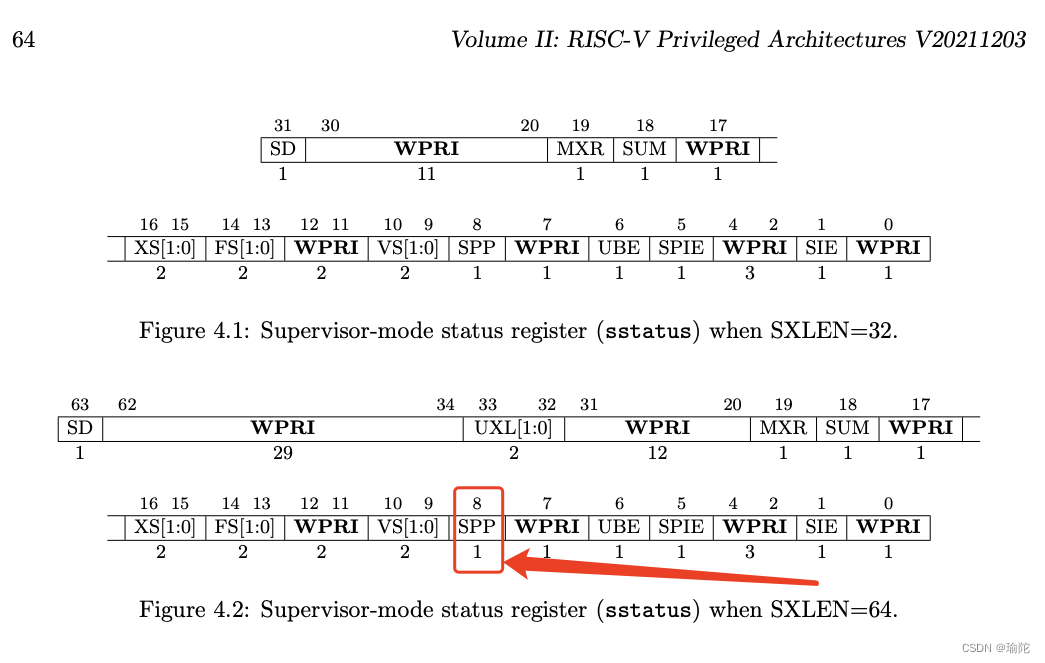 64 Volume II: RISC-V Privileged Architectures V20211203
31 30 20 19 18 17
SD WPRI MXR SUM WPRI
1 11 1 1 1
16 15 14 13 12 11 10 9 8 7 6 5 4 2 1 0
XS[1:0] FS[1:0] WPRI VS[1:0] SPP WPRI UBE SPIE WPRI SIE WPRI
2 2 2 2 1 1 1 1 3 1 1
Figure 4.1: Supervisor-mode status register (sstatus) when SXLEN=32.
63 62 34 33 32 31 20 19 18 17
SD WPRI UXL[1:0] WPRI MXR SUM WPRI
1 29 2 12 1 1 1
16 15 14 13 12 11 10 9 8 7 6 5 4 2 1 0
XS[1:0] FS[1:0] WPRI VS[1:0] SPP WPRI UBE SPIE WPRI SIE WPRI
2 2 2 2 1 1 1 1 3 1 1
Figure 4.2: Supervisor-mode status register (sstatus) when SXLEN=64.
CSDN @瑜陀